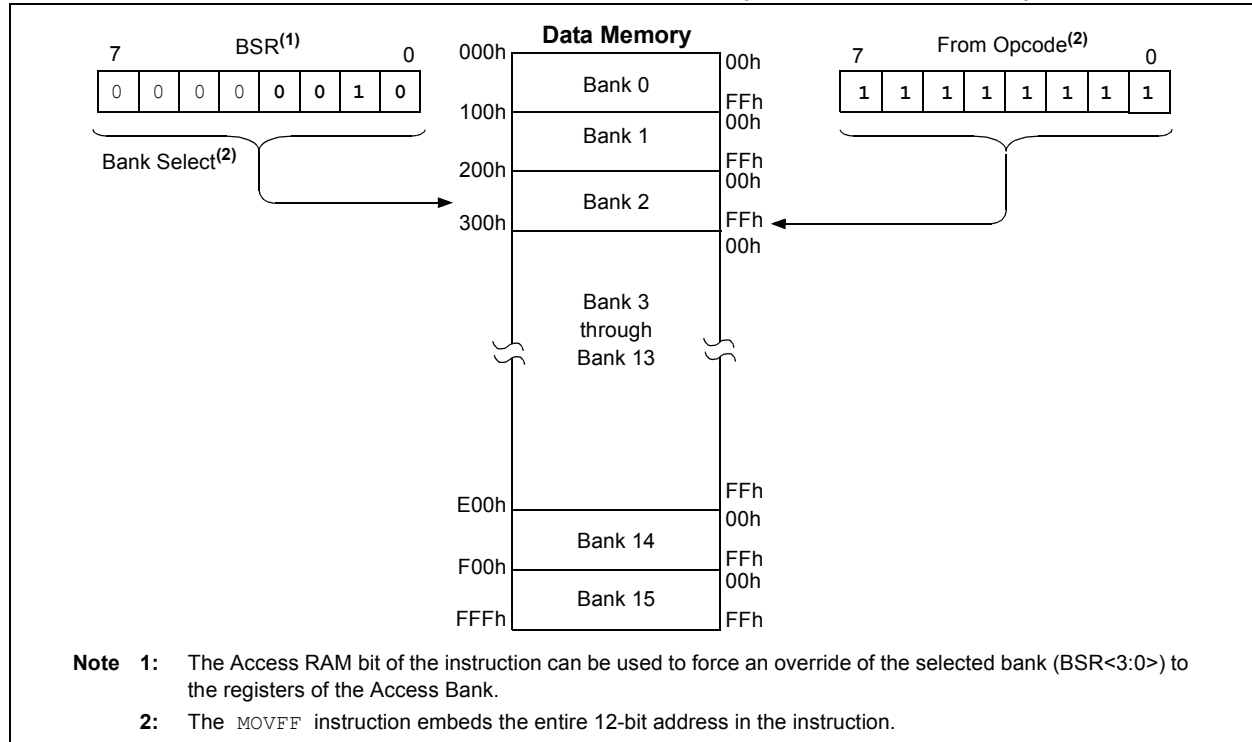 Data Memory
7 BSR(1) 0
0 0 0 0 0 0 1 0
Bank Select(2)
7 From Opcode(2) 0
1 1 1 1 1 1 1 1
000h
Bank 0
00h
FFh
100h
Bank 1
00h
FFh
200h
Bank 2
00h
FFh
300h
00h
Bank 3
through
Bank 13
FFh
E00h
Bank 14
00h
FFh
F00h
Bank 15
00h
FFFh
FFh
Note 1: The Access RAM bit of the instruction can be used to force an override of the selected bank (BSR<3:0>) to
the registers of the Access Bank.
2: The MOVFF instruction embeds the entire 12-bit address in the instruction.